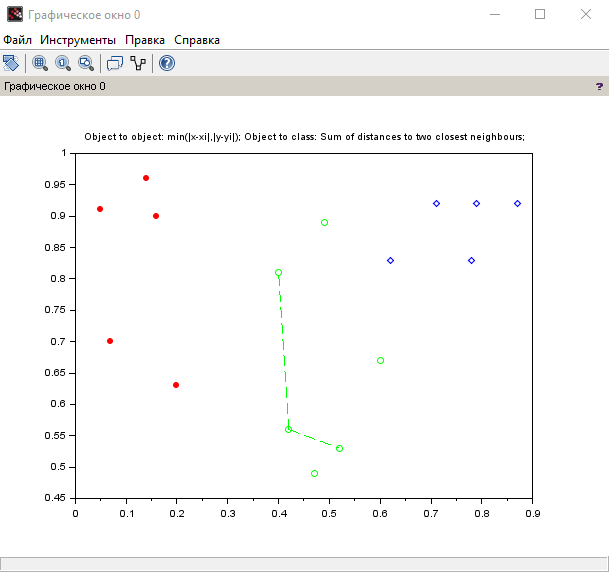 Графическое окно 0
Файл Инструменты Правка Справка
Графическое окно 0
?
Object to object: min(|x-xi|,|y-yi|); Object to class: Sum of distances to two closest neighbours;
1
0.95
0.9
0.85
0.8
0.75
0.7
0.65
0.6
0.55
0.5
0.45
0 0.1 0.2 0.3 0.4 0.5 0.6 0.7 0.8 0.9